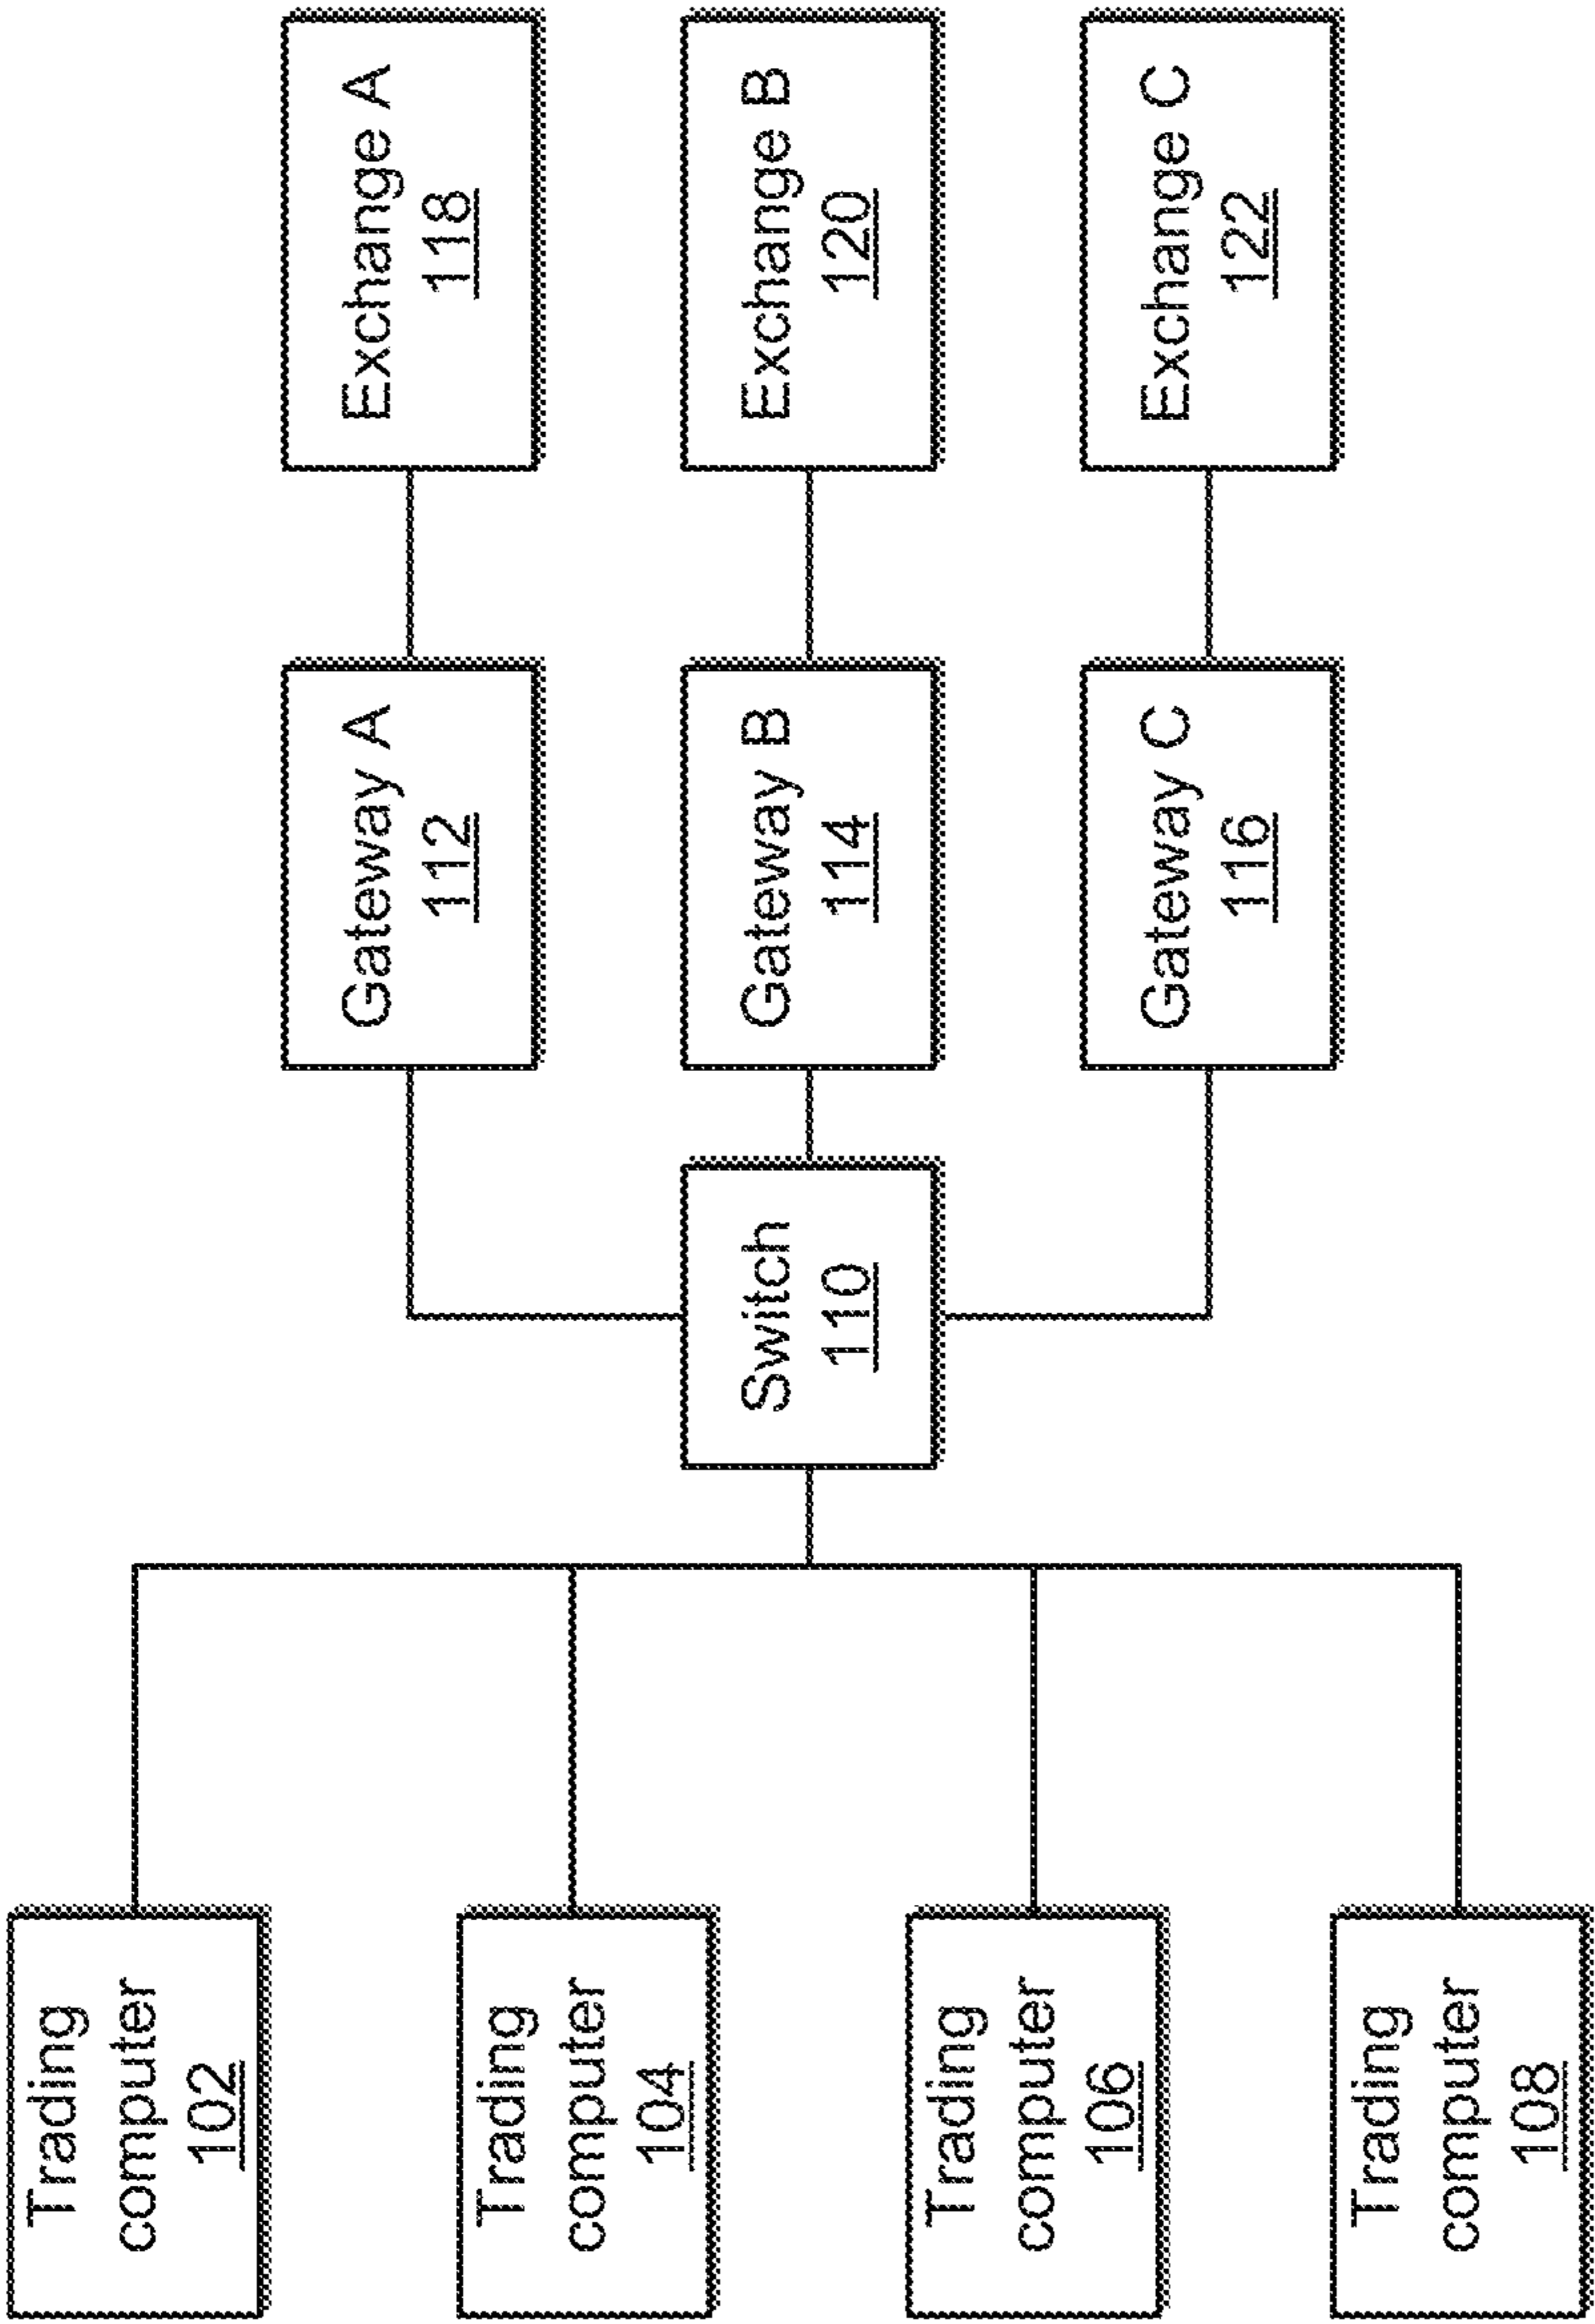 Trading
computer
102
Trading
computer
104
Trading
computer
106
Trading
computer
108
Switch
110
Gateway A
112
Gateway B
114
Gateway C
116
Exchange A
118
Exchange B
120
Exchange C
122